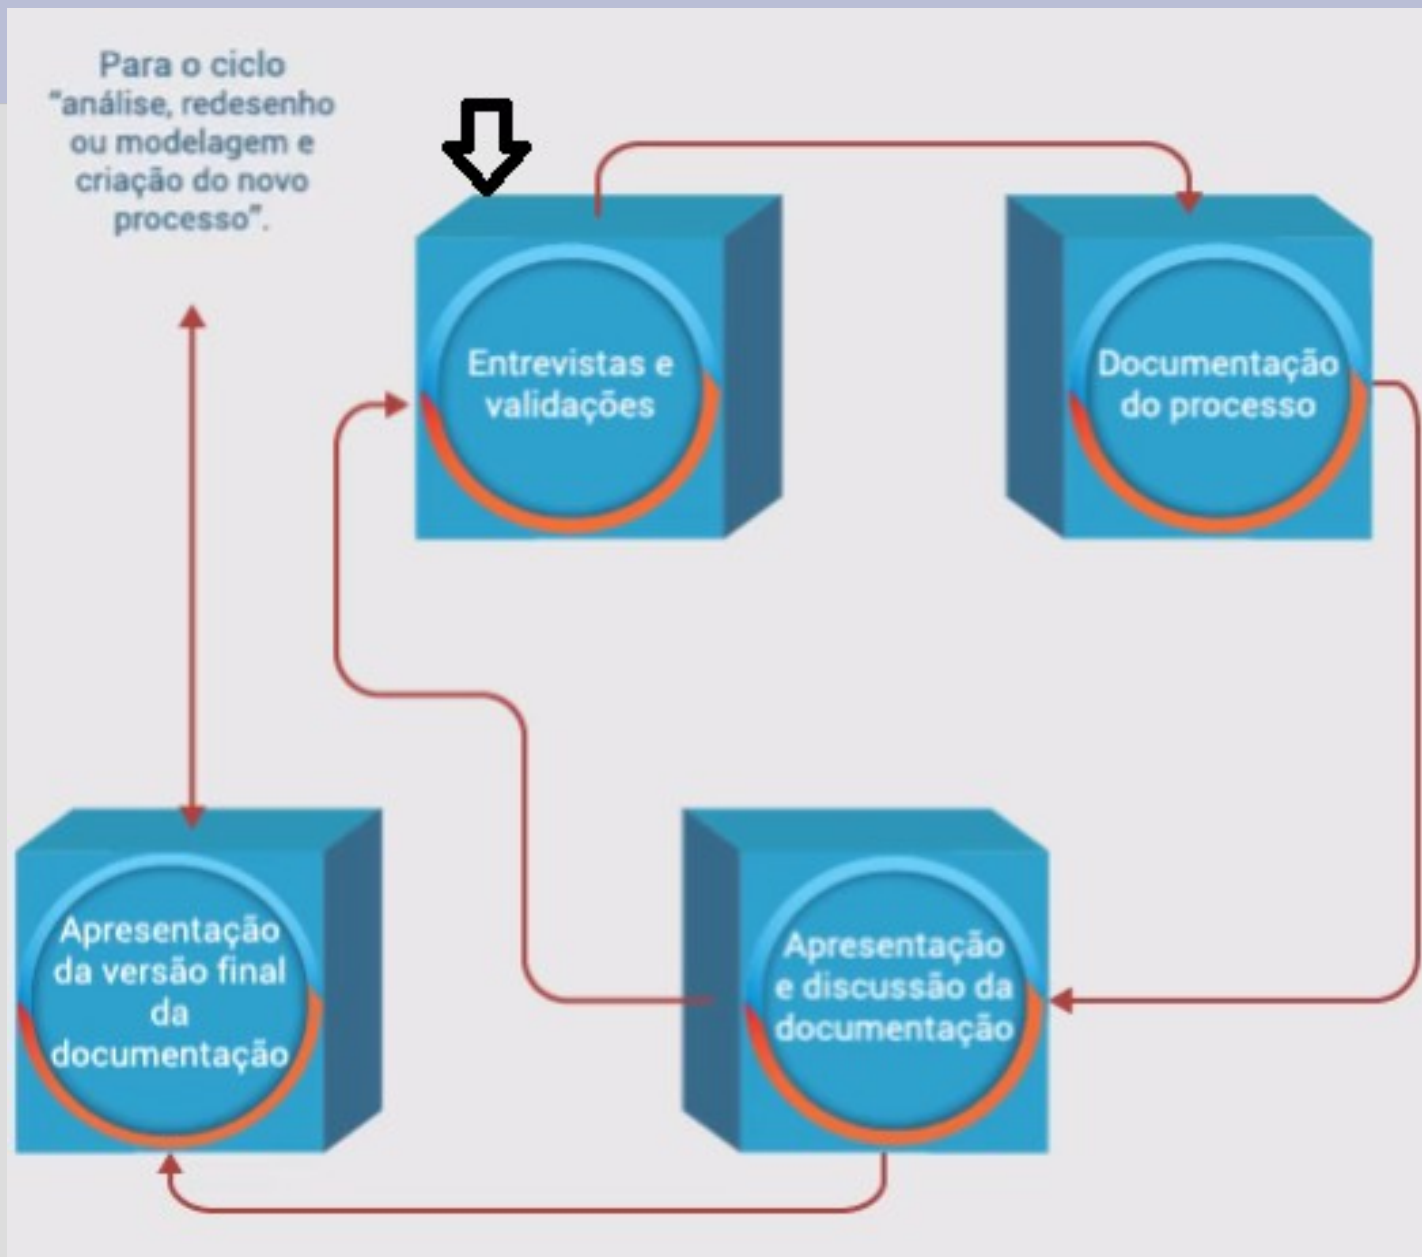 Para o ciclo
"análise, redesenho
ou modelagem e
criação do novo
processo".
Entrevistas e
validações
Documentação
do processo
Apresentação
da versão final
da
documentação
Apresentação
e discussão da
documentação